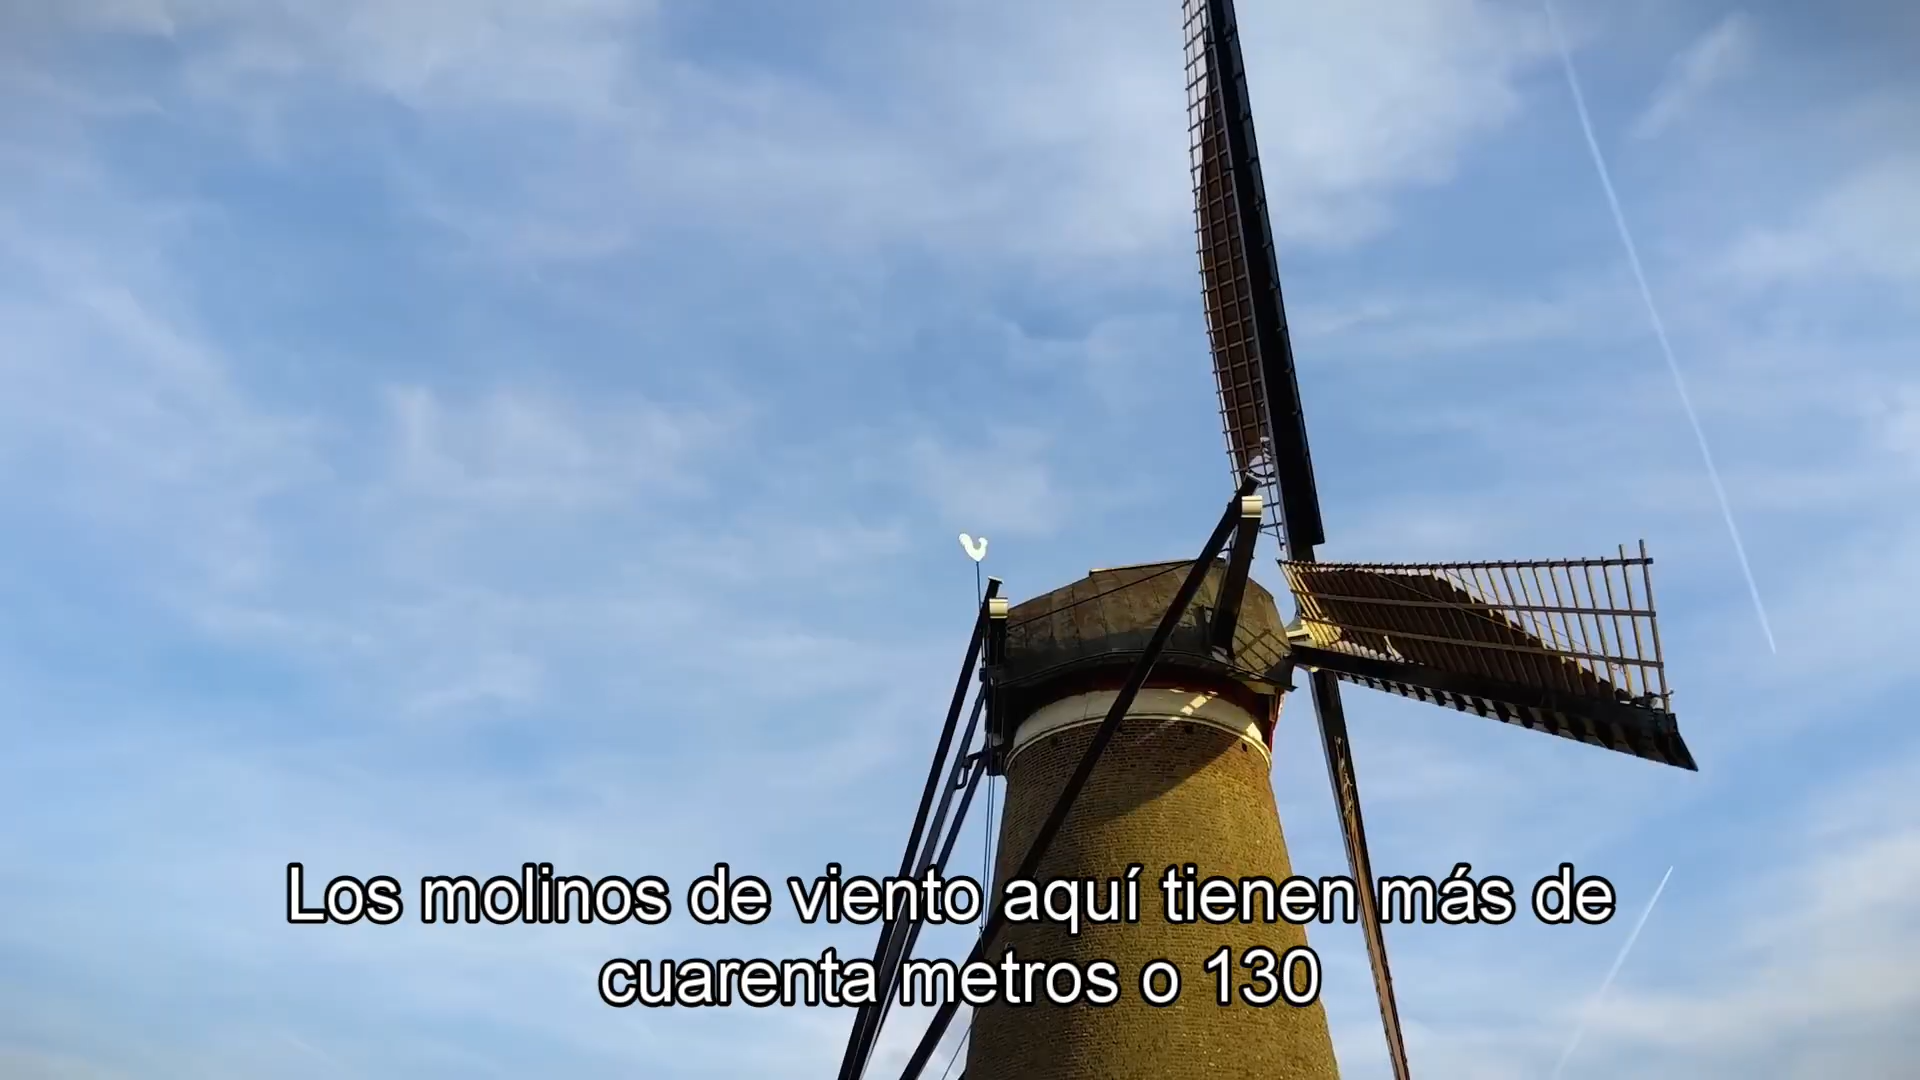 Los molinos de viento aquí tienen más de
cuarenta metros o 130